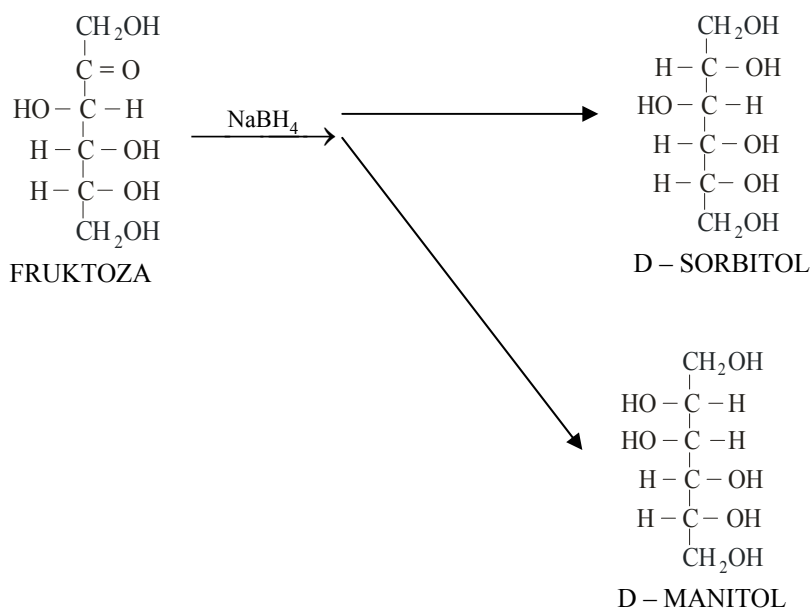 CH₂OH
C = O
HO – C – H
H – C – OH
H – C – OH
CH₂OH
FRUKTOZA
NaBH₄
CH₂OH
H – C – OH
HO – C – H
H – C – OH
H – C – OH
CH₂OH
D – SORBITOL
CH₂OH
HO – C – H
HO – C – H
H – C – OH
H – C – OH
CH₂OH
D – MANITOL